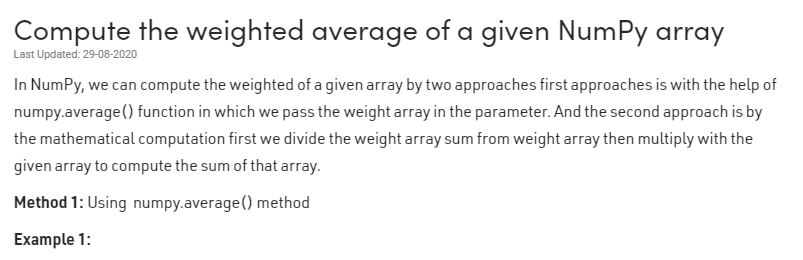 Compute the weighted average of a given NumPy array
Last Updated: 29-08-2020
In NumPy, we can compute the weighted of a given array by two approaches first approaches is with the help of
numpy.average() function in which we pass the weight array in the parameter. And the second approach is by
the mathematical computation first we divide the weight array sum from weight array then multiply with the
given array to compute the sum of that array.
Method 1: Using numpy.average() method
Example 1: